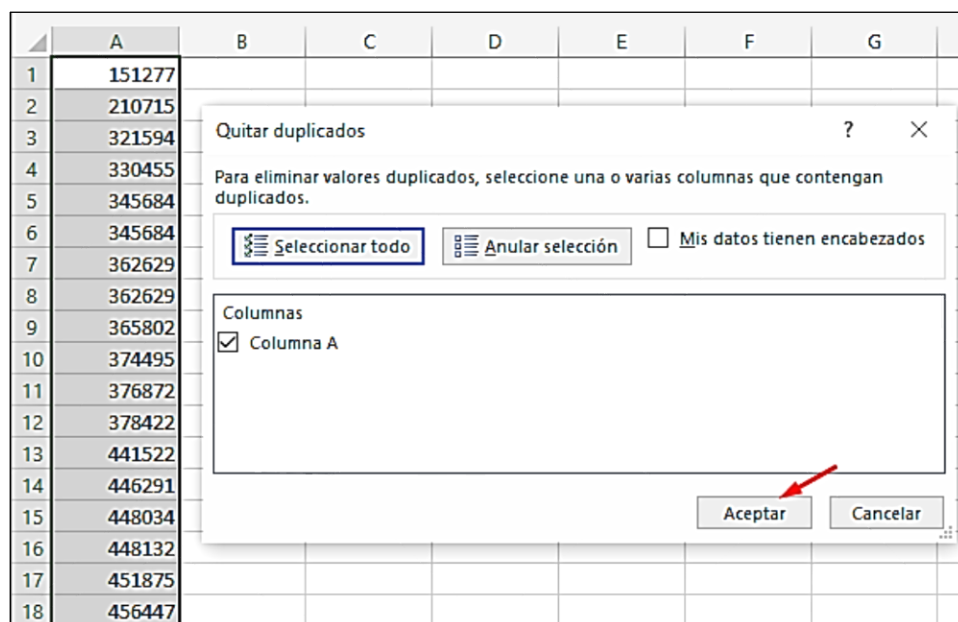 A B C D E F G
1 151277
2 210715
3 321594
4 330455
5 345684
6 345684
7 362629
8 362629
9 365802
10 374495
11 376872
12 378422
13 441522
14 446291
15 448034
16 448132
17 451875
18 456447
Quitar duplicados ?
Para eliminar valores duplicados, seleccione una o varias columnas que contengan
duplicados.
Seleccionar todo Anular selección Mis datos tienen encabezados
Columnas
Columna A
Aceptar Cancelar